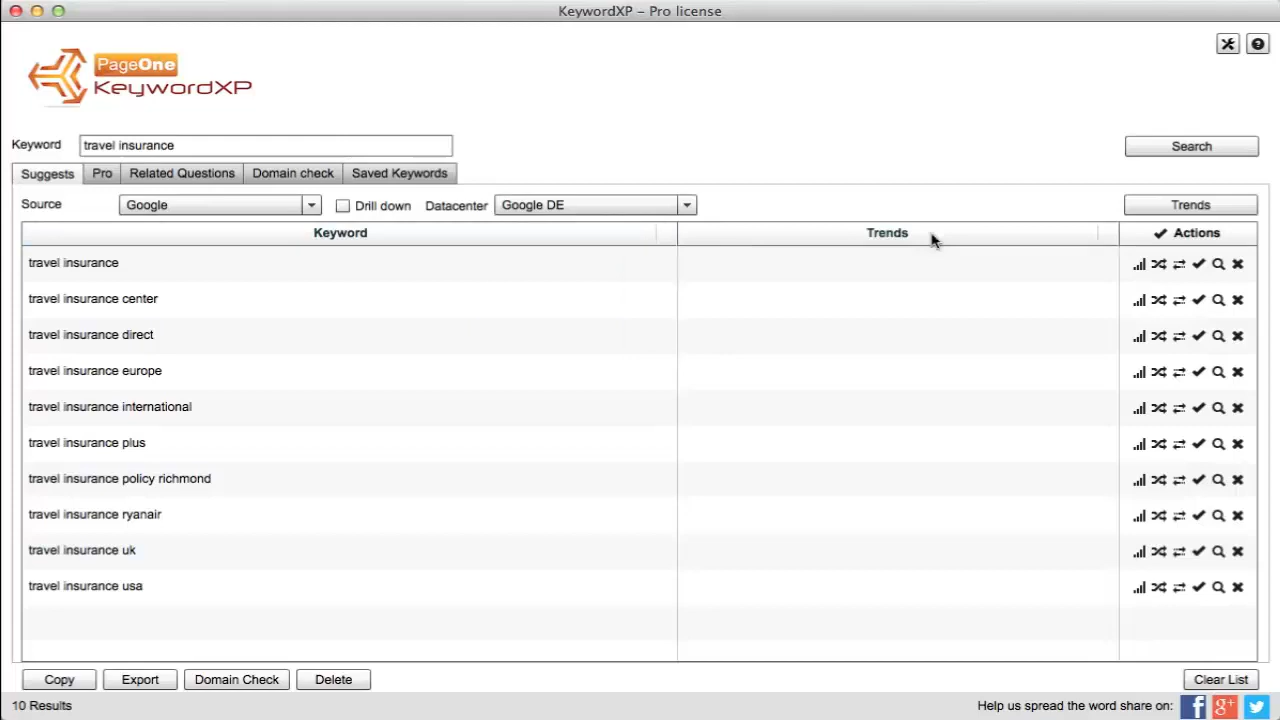 KeywordXP – Pro license
PageOne
KeywordXP
Keyword travel insurance Search
Suggests Pro Related Questions Domain check Saved Keywords
Source Google Drill down Datacenter Google DE Trends
Keyword Trends Actions
travel insurance
travel insurance center
travel insurance direct
travel insurance europe
travel insurance international
travel insurance plus
travel insurance policy richmond
travel insurance ryanair
travel insurance uk
travel insurance usa
Copy Export Domain Check Delete Clear List
10 Results Help us spread the word share on: f g+